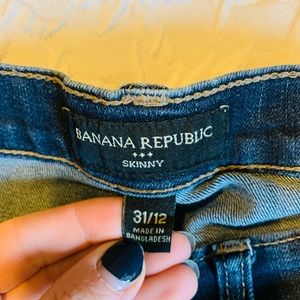 BANANA REPUBLIC
+++
SKINNY
31/12
MADE IN
BANGLADESH